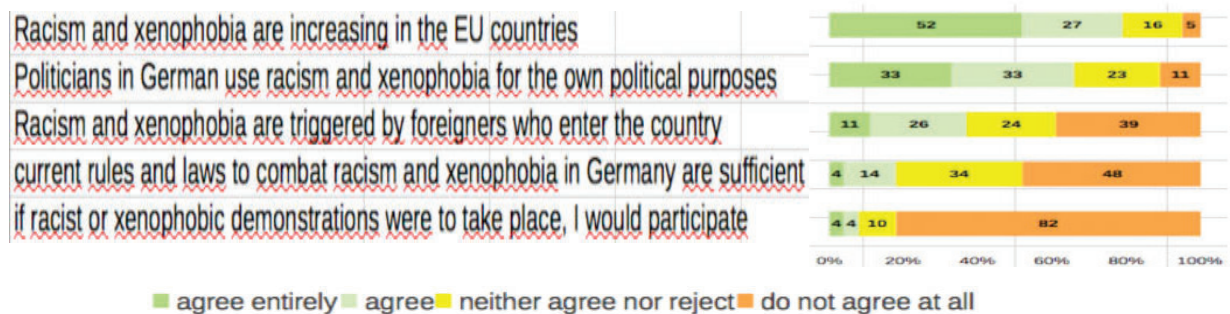 Racism and xenophobia are increasing in the EU countries
52 27 16 5
Politicians in German use racism and xenophobia for the own political purposes
33 33 23 11
Racism and xenophobia are triggered by foreigners who enter the country
11 26 24 39
current rules and laws to combat racism and xenophobia in Germany are sufficient
4 14 34 48
if racist or xenophobic demonstrations were to take place, I would participate
4 4 10 82
0% 20% 40% 60% 80% 100%
agree entirely agree neither agree nor reject do not agree at all